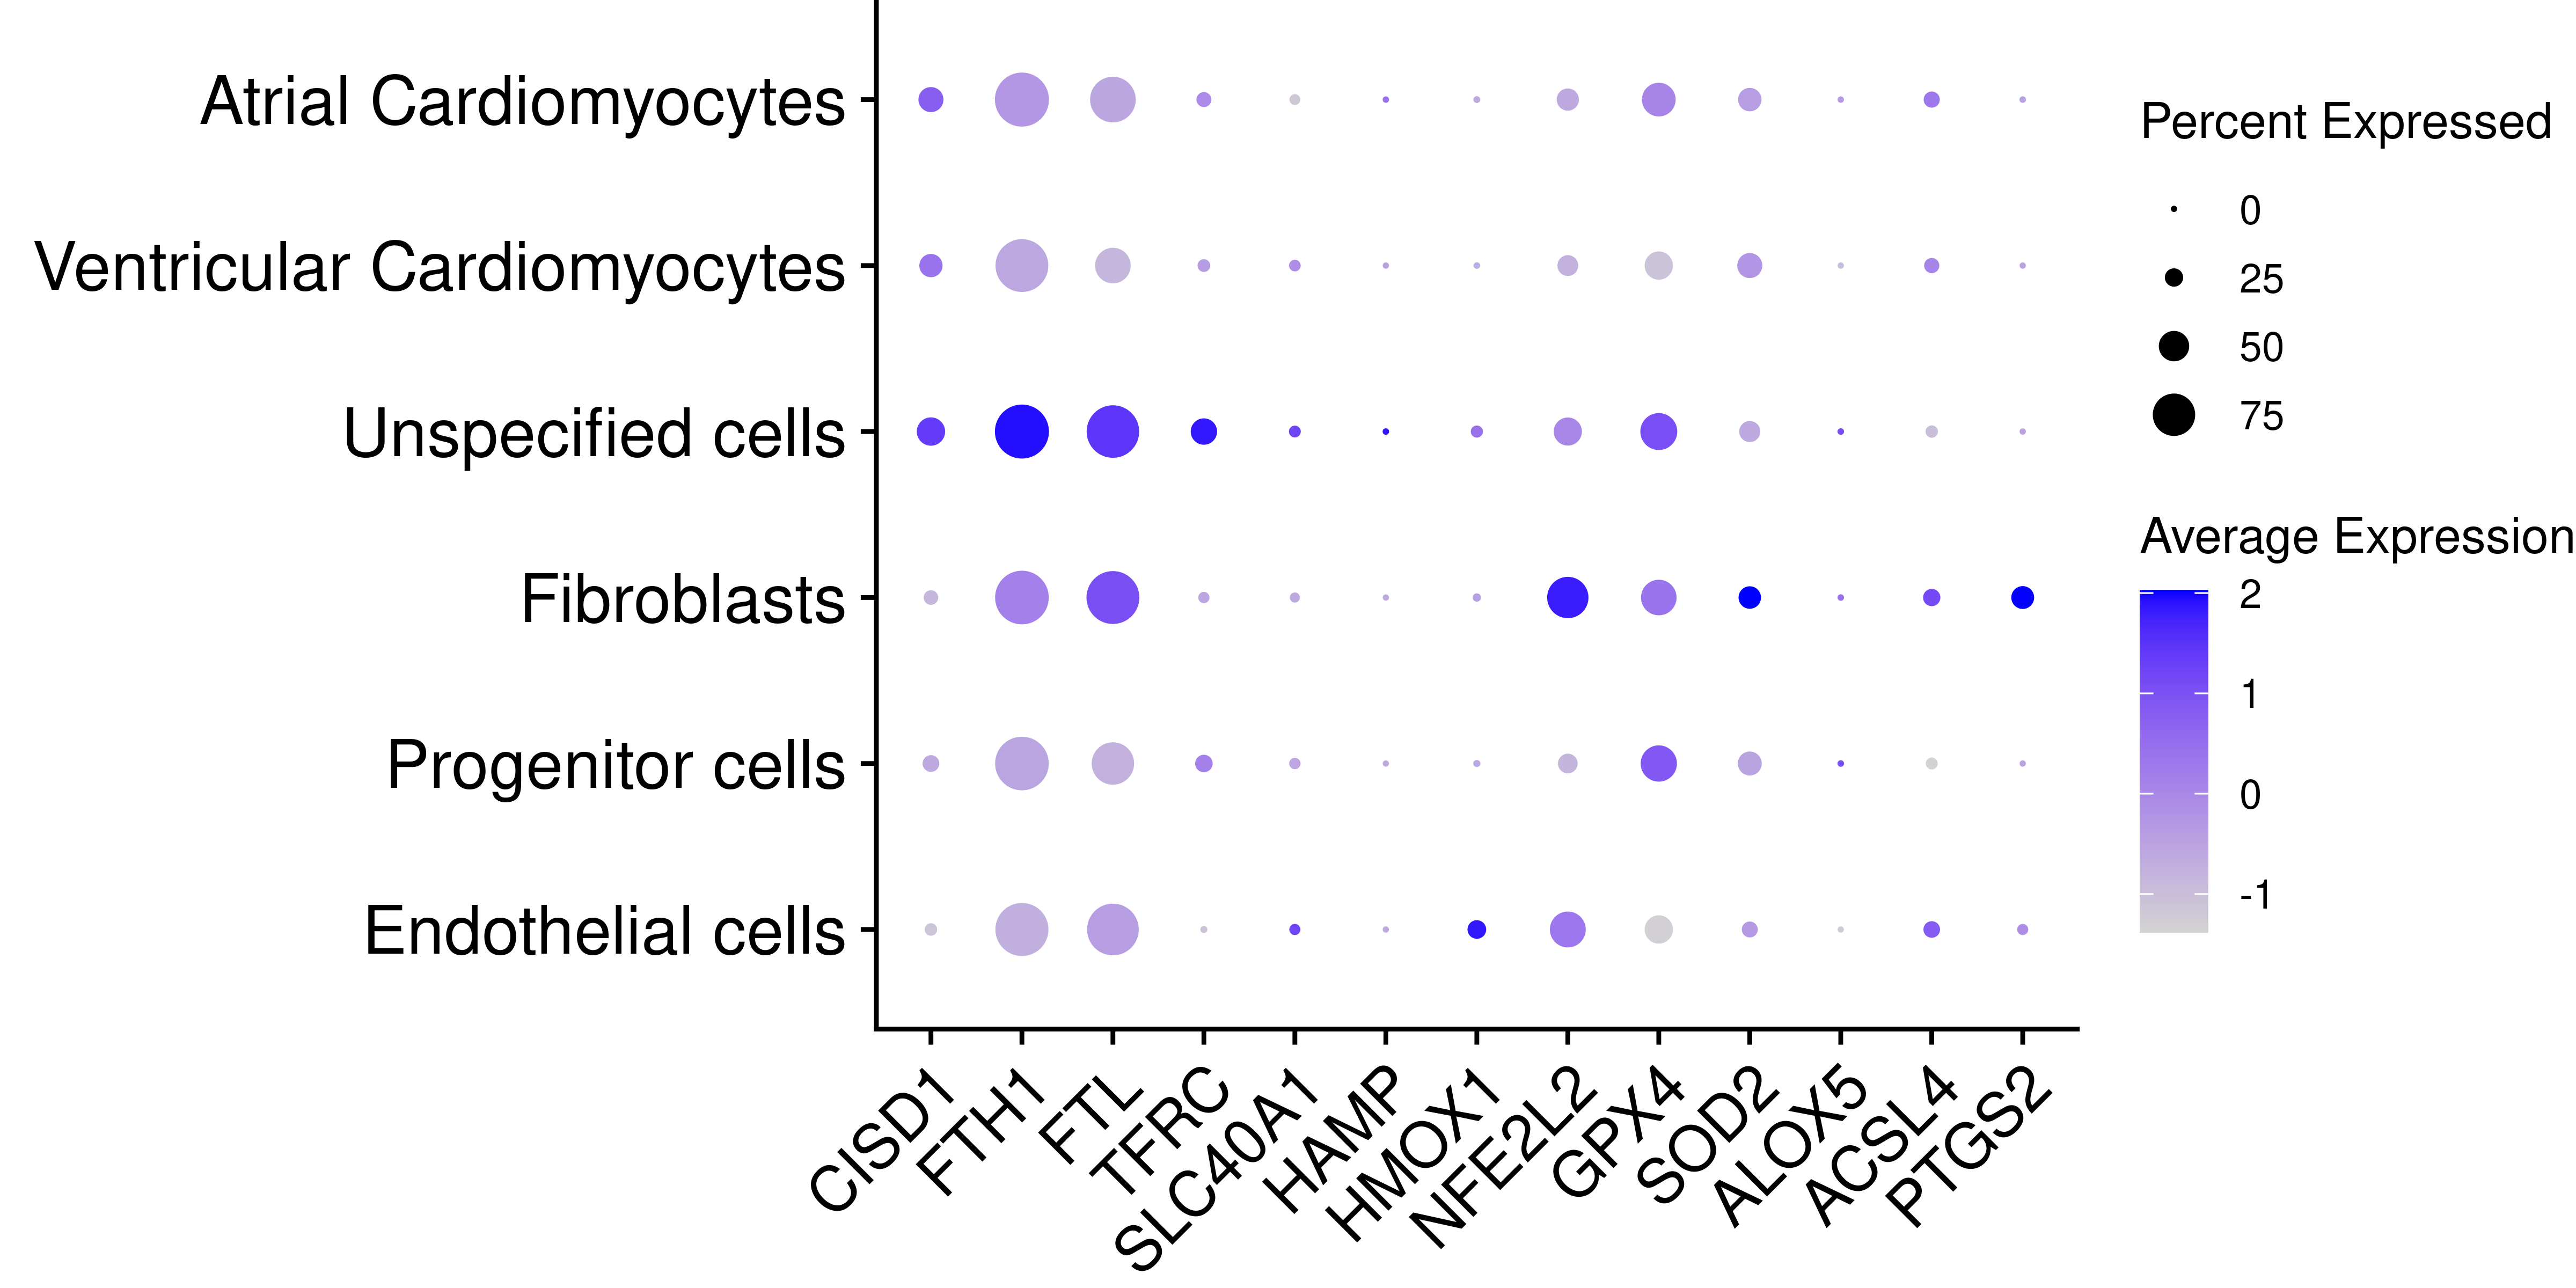 Atrial Cardiomyocytes
Ventricular Cardiomyocytes
Unspecified cells
Fibroblasts
Progenitor cells
Endothelial cells
CISD1
FTH1
FTL
TFRC
SLC40A1
HAMP
HMOX1
NFE2L2
GPX4
SOD2
ALOX5
ACSL4
PTGS2
Percent Expressed
0
25
50
75
Average Expression
2
1
0
-1